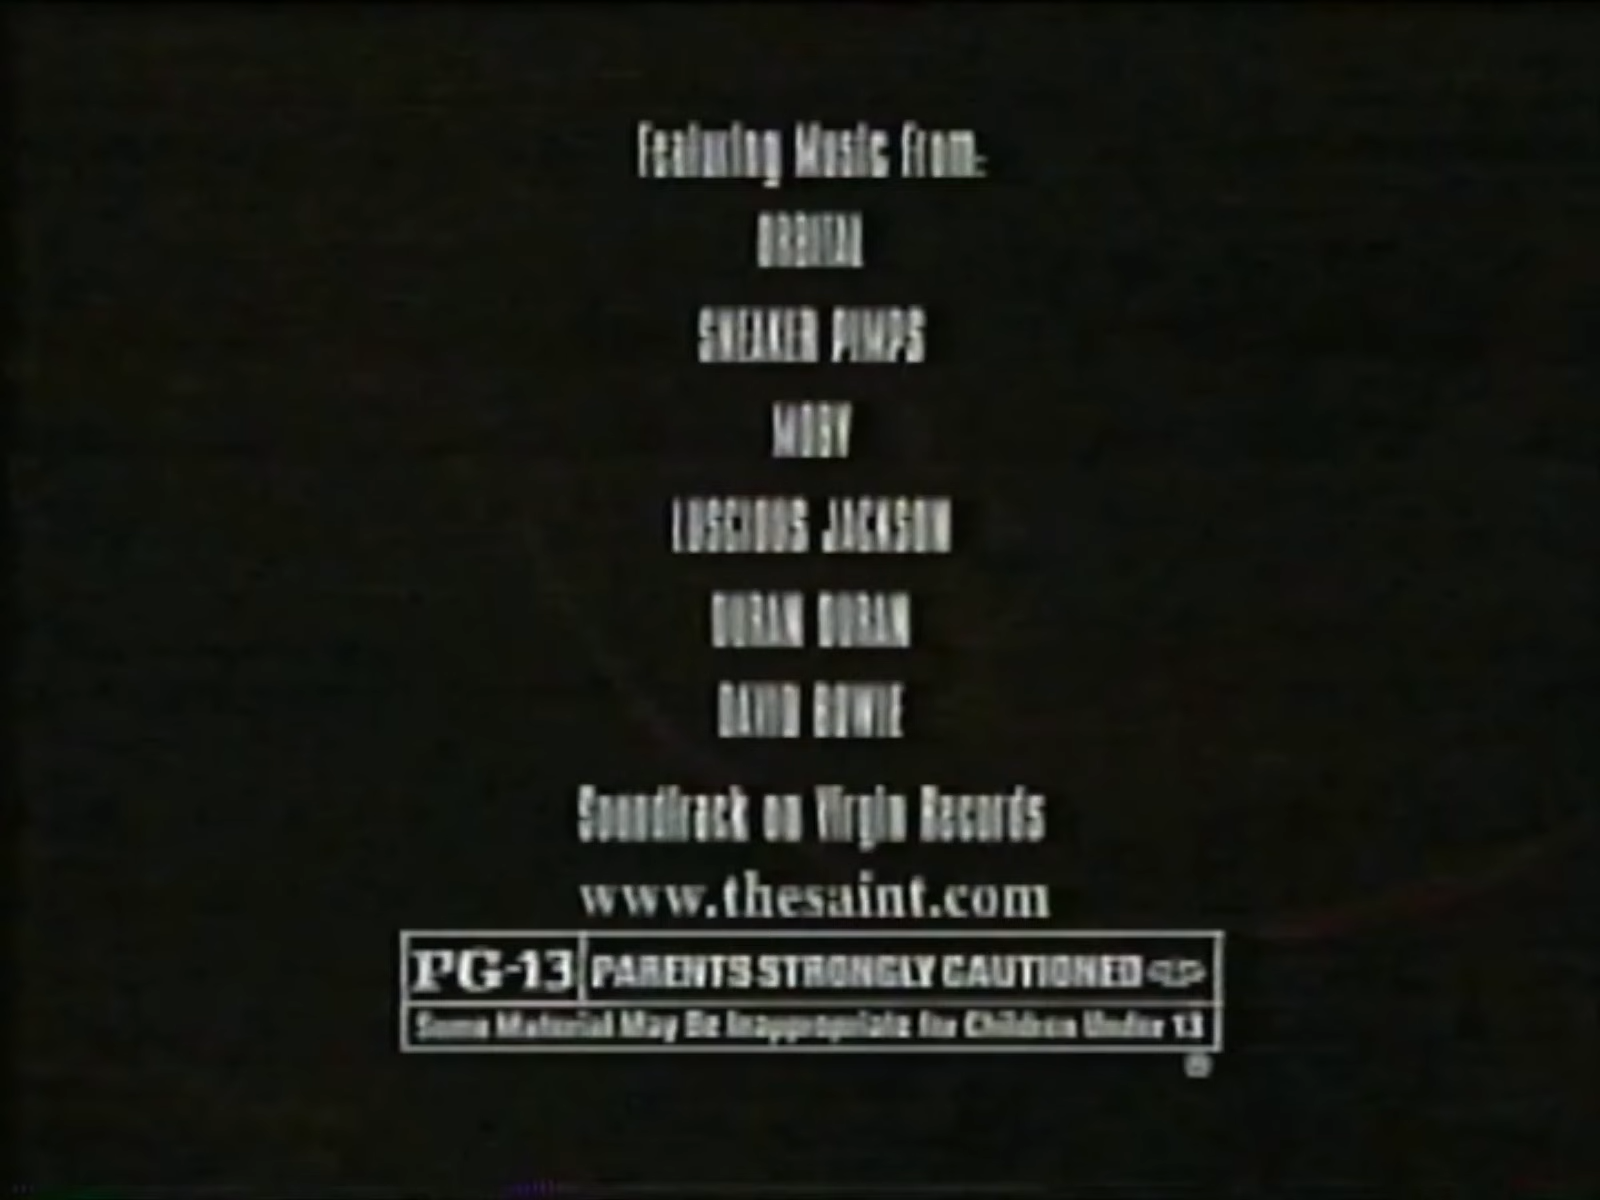 Featuring Music From:
ORBITAL
SNEAKER PIMPS
MOBY
LUSCIOUS JACKSON
DURAN DURAN
DAVID BOWIE
Soundtrack on Virgin Records
www.thesaint.com
PG-13 PARENTS STRONGLY CAUTIONED
Some Material May Be Inappropriate for Children Under 13
®